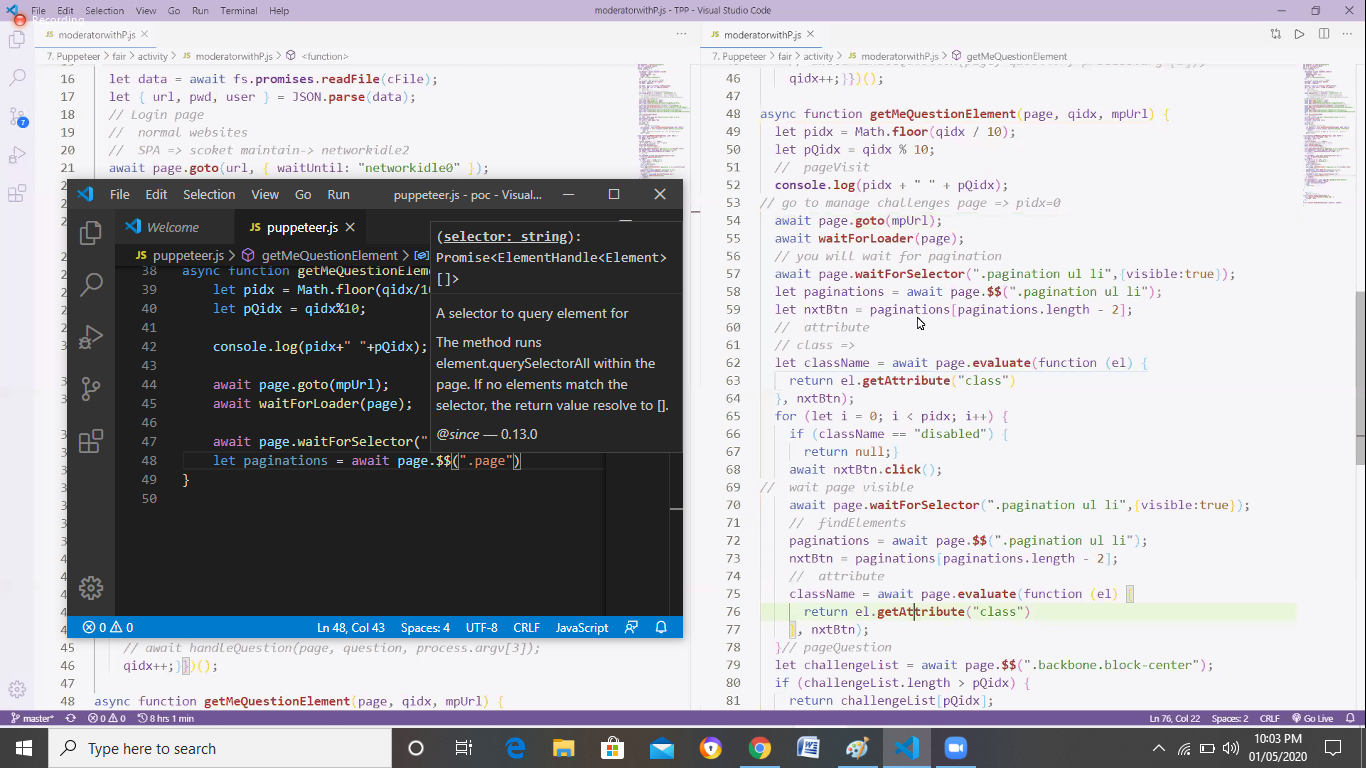 File Edit Selection View Go Run Terminal Help
moderatorwithP.js - TPP - Visual Studio Code
Recording
JS moderatorwithP.js
7. Puppeteer > fair > activity > JS moderatorwithP.js > <function>
16 let data = await fs.promises.readFile(cFile);
17 let { url, pwd, user } = JSON.parse(data);
18 // Login page
19 // normal websites
20 // SPA => scoket maintain-> networkidle2
21 await page.goto(url, { waitUntil: "networkidle0" });
File Edit Selection View Go Run
puppeteer.js - poc - Visual...
Welcome
JS puppeteer.js
JS puppeteer.js > getMeQuestionElement >
38 async function getMeQuestionElem
39 let pidx = Math.floor(qidx/10
40 let pQidx = qidx%10;
41
42 console.log(pidx+" "+pQidx);
43
44 await page.goto(mpUrl);
45 await waitForLoader(page);
46
47 await page.waitForSelector("
48 let paginations = await page.$$(".page")
49 }
50
(selector: string):
Promise<ElementHandle<Element>
[]>
A selector to query element for
The method runs
element.querySelectorAll within the
page. If no elements match the
selector, the return value resolve to [].
@since — 0.13.0
0 0
Ln 48, Col 43
Spaces: 4
UTF-8
CRLF
JavaScript
45 // await handleQuestion(page, question, process.argv[3]);
46 qidx++;}})();
47
48 async function getMeQuestionElement(page, qidx, mpUrl) {
JS moderatorwithP.js
7. Puppeteer > fair > activity > JS moderatorwithP.js > getMeQuestionElement
46 qidx++;}})();
47
48 async function getMeQuestionElement(page, qidx, mpUrl) {
49 let pidx = Math.floor(qidx / 10);
50 let pQidx = qidx % 10;
51 // pageVisit
52 console.log(pidx + " " + pQidx);
53 // go to manage challenges page => pidx=0
54 await page.goto(mpUrl);
55 await waitForLoader(page);
56 // you will wait for pagination
57 await page.waitForSelector(".pagination ul li",{visible:true});
58 let paginations = await page.$$(".pagination ul li");
59 let nxtBtn = paginations[paginations.length - 2];
60 // attribute
61 // class =>
62 let className = await page.evaluate(function (el) {
63 return el.getAttribute("class")
64 }, nxtBtn);
65 for (let i = 0; i < pidx; i++) {
66 if (className == "disabled") {
67 return null;}
68 await nxtBtn.click();
69 // wait page visible
70 await page.waitForSelector(".pagination ul li",{visible:true});
71 // findElements
72 paginations = await page.$$(".pagination ul li");
73 nxtBtn = paginations[paginations.length - 2];
74 // attribute
75 className = await page.evaluate(function (el) {
76 return el.getAttribute("class")
77 }, nxtBtn);
78 }// pageQuestion
79 let challengeList = await page.$$(".backbone.block-center");
80 if (challengeList.length > pQidx) {
81 return challengeList[pQidx];
7
master*
0 0
8 hrs 1 min
Ln 76, Col 22
Spaces: 2
CRLF
Go Live
Type here to search
10:03 PM
01/05/2020